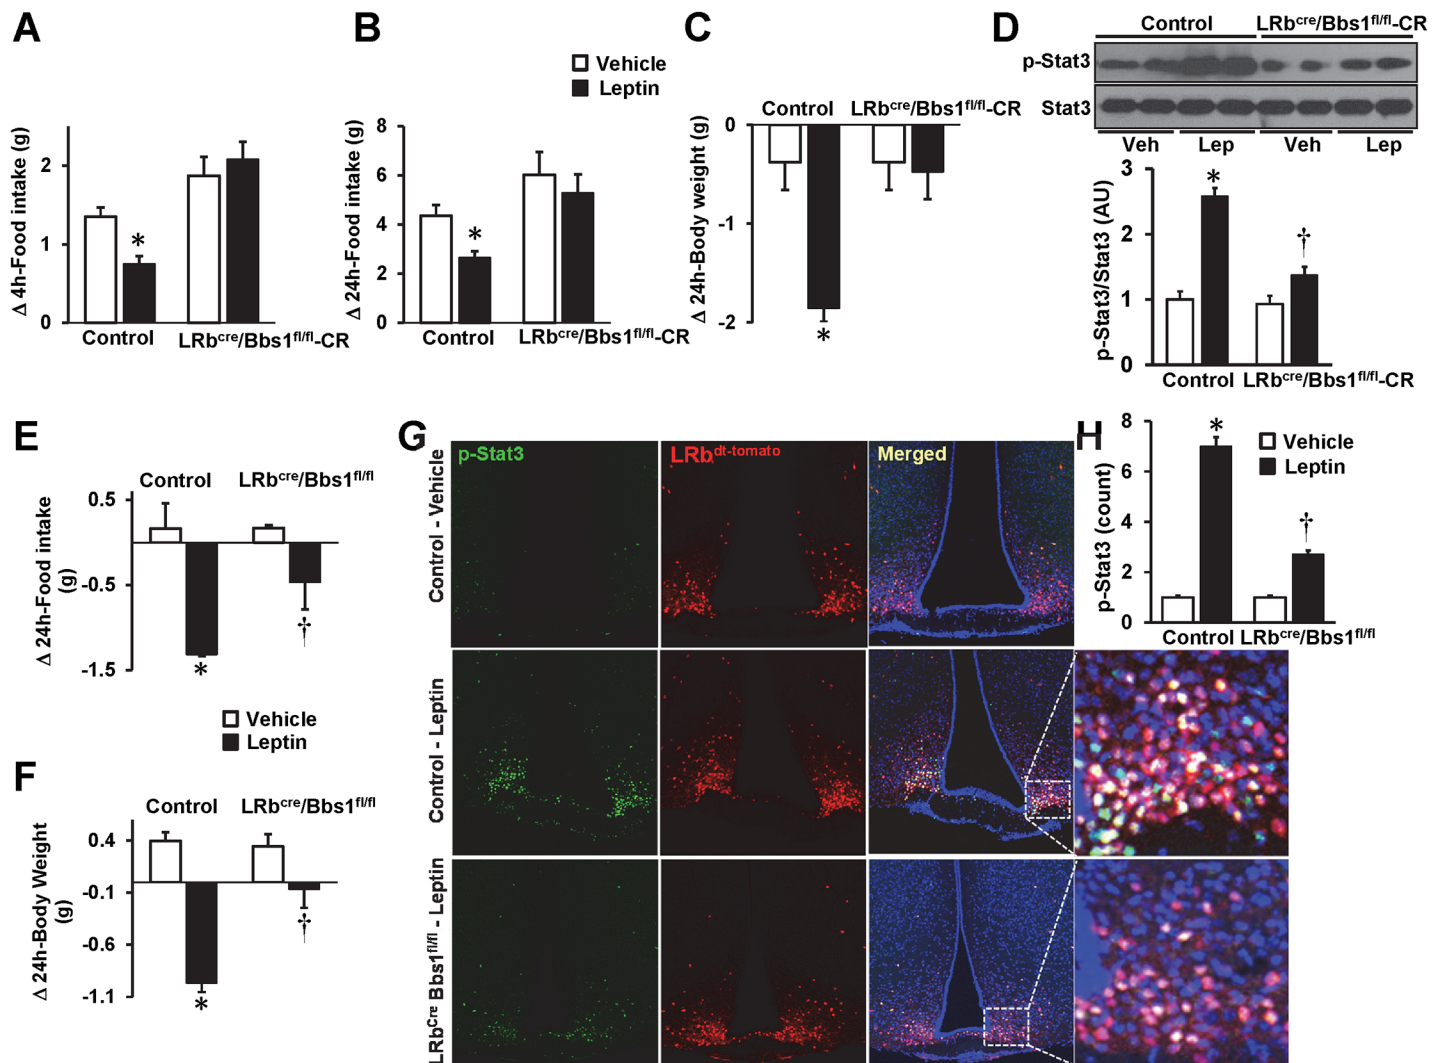 A
Δ 4h-Food intake (g)
2
1
0
*
Control
LRbcre/Bbs1fl/fl-CR
B
Vehicle
Leptin
Δ 24h-Food intake (g)
8
6
4
2
0
*
Control
LRbcre/Bbs1fl/fl-CR
C
Control
LRbcre/Bbs1fl/fl-CR
Δ 24h-Body weight (g)
0
-1
-2
*
D
Control
LRbcre/Bbs1fl/fl-CR
p-Stat3
Stat3
Veh
Lep
Veh
Lep
p-Stat3/Stat3 (AU)
3
2
1
0
*
†
Control
LRbcre/Bbs1fl/fl-CR
E
Control
LRbcre/Bbs1fl/fl
Δ 24h-Food intake
(g)
0.5
-0.5
-1.5
*
†
Vehicle
Leptin
F
Control
LRbcre/Bbs1fl/fl
Δ 24h-Body Weight
(g)
0.4
-0.1
-0.6
-1.1
*
†
G
p-Stat3
LRbdt-tomato
Merged
Control - Vehicle
Control - Leptin
LRbCre Bbs1fl/fl - Leptin
H
Vehicle
Leptin
p-Stat3 (count)
8
6
4
2
0
*
†
Control
LRbcre/Bbs1fl/fl